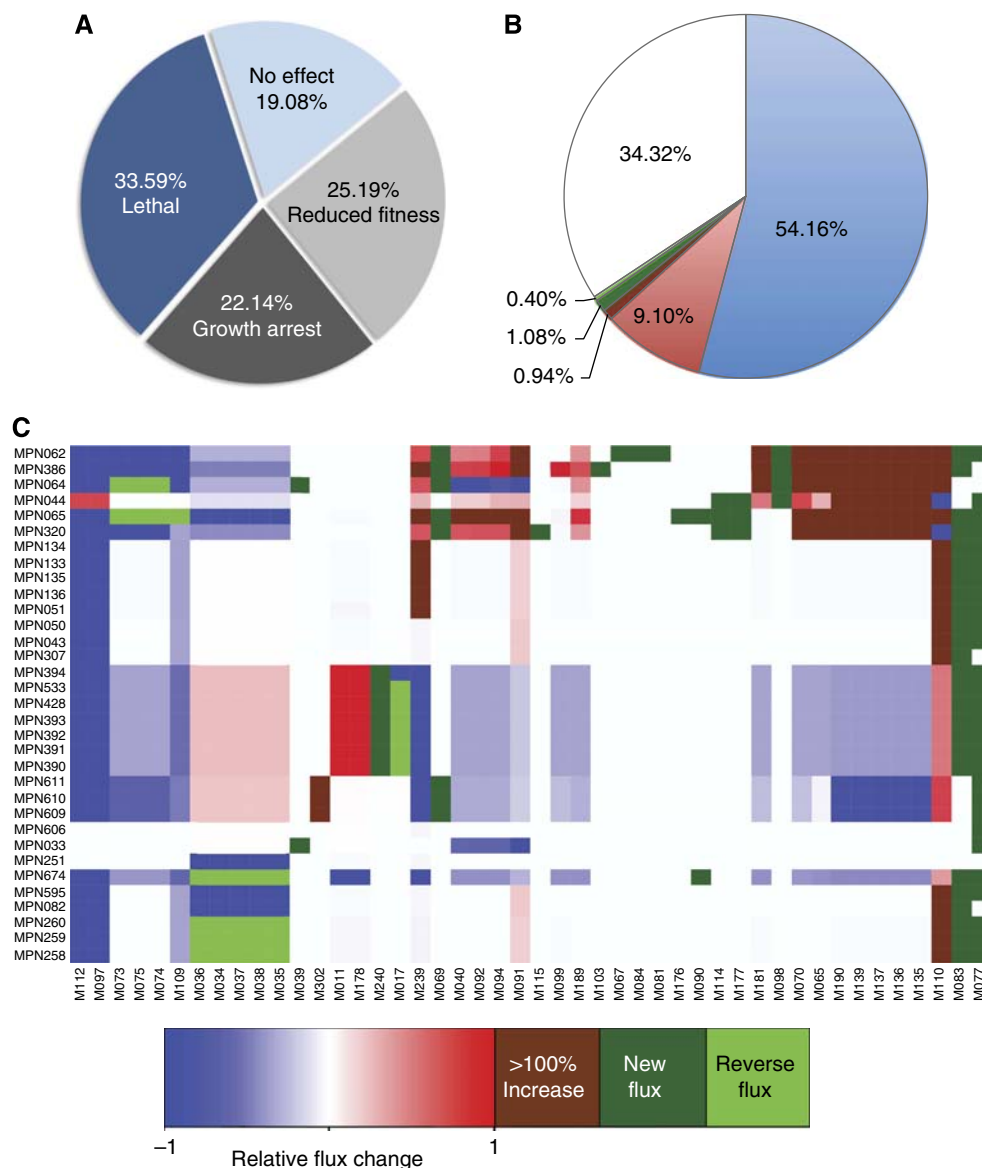 A
No effect
19.08%
25.19%
Reduced fitness
33.59%
Lethal
22.14%
Growth arrest
B
34.32%
54.16%
0.40%
1.08%
0.94%
9.10%
C
MPN062
MPN386
MPN064
MPN044
MPN065
MPN320
MPN134
MPN133
MPN135
MPN136
MPN051
MPN050
MPN043
MPN307
MPN394
MPN533
MPN428
MPN393
MPN392
MPN391
MPN390
MPN611
MPN610
MPN609
MPN606
MPN033
MPN251
MPN674
MPN595
MPN082
MPN260
MPN259
MPN258
M112
M097
M073
M075
M074
M109
M036
M034
M037
M038
M035
M039
M302
M011
M178
M240
M017
M239
M069
M040
M092
M094
M091
M115
M099
M189
M103
M067
M084
M081
M176
M090
M114
M177
M181
M098
M070
M065
M190
M139
M137
M136
M135
M110
M083
M077
>100%
Increase
New
flux
Reverse
flux
−1
1
Relative flux change